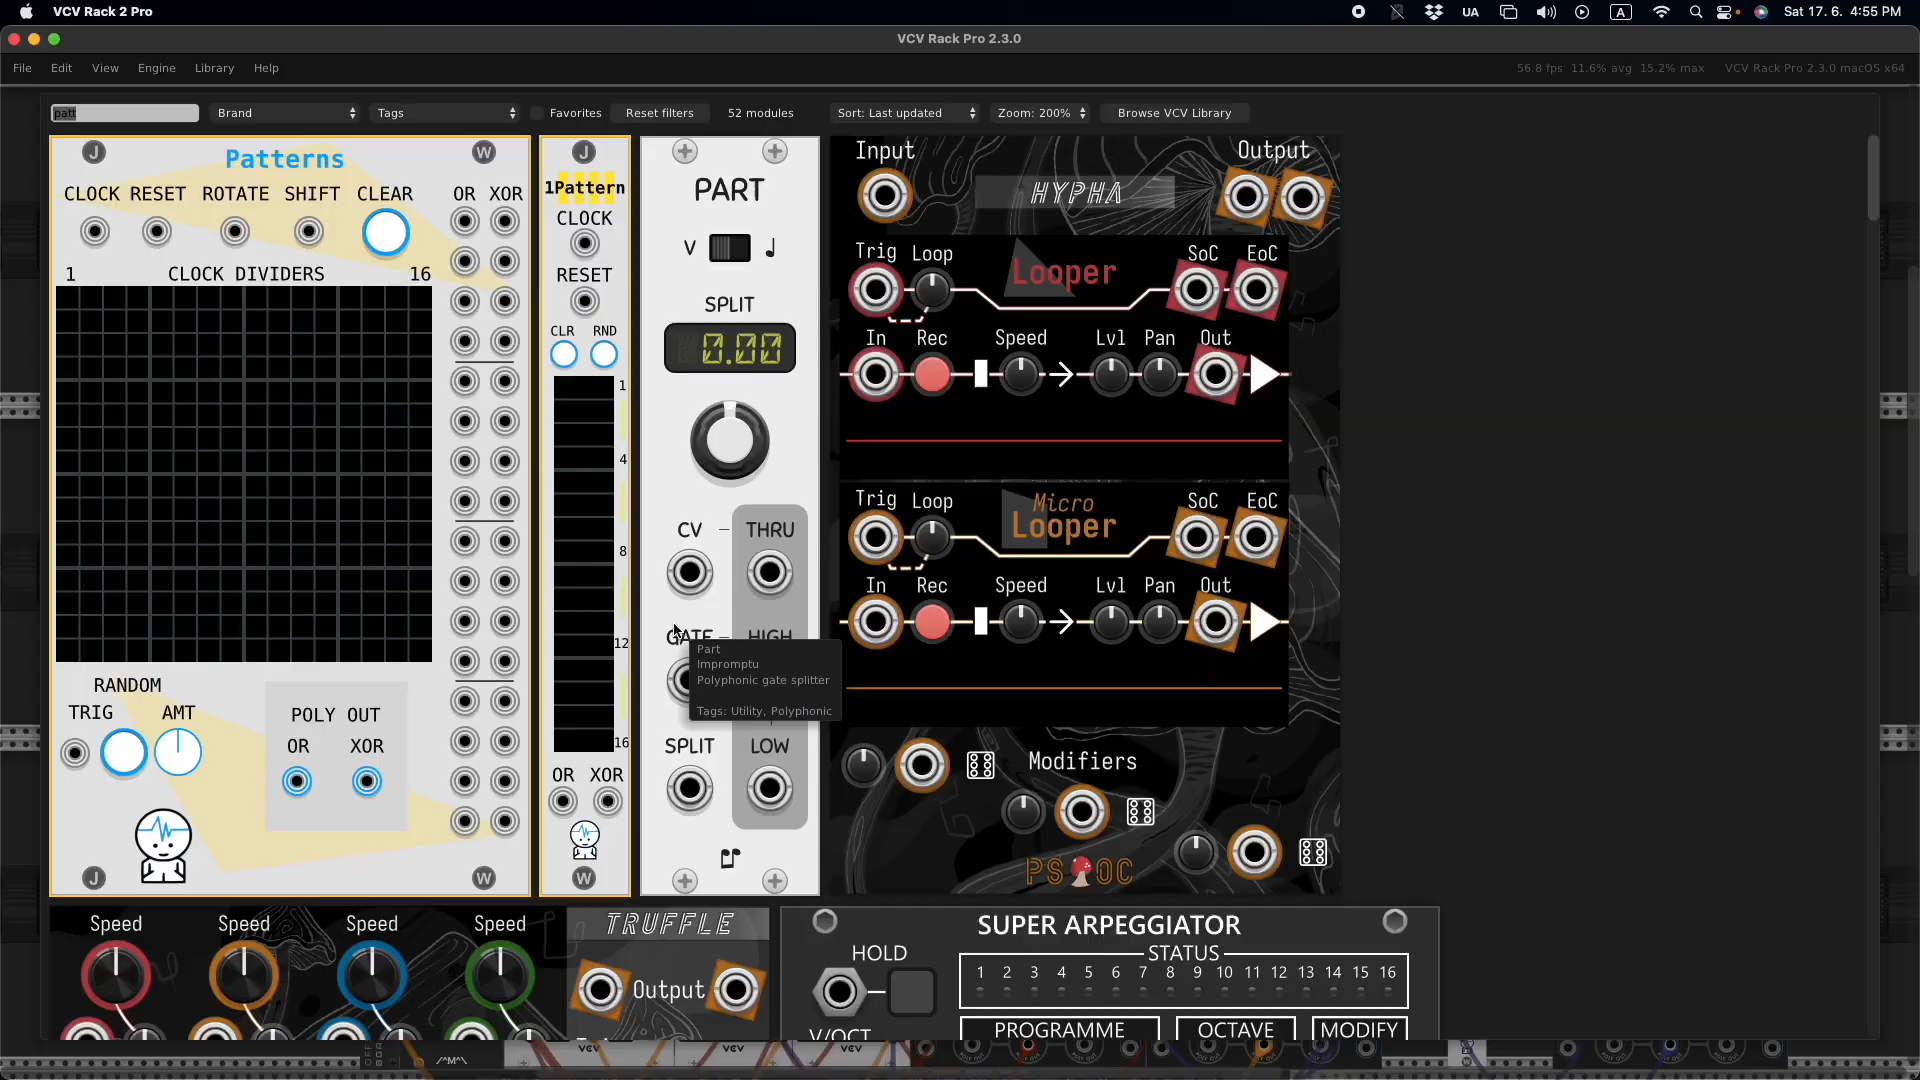 VCV Rack 2 Pro
UA
A
Sat 17. 6. 4:55 PM
VCV Rack Pro 2.3.0
File Edit View Engine Library Help
56.8 fps 11.6% avg 15.2% max VCV Rack Pro 2.3.0 macOS x64
patt
Brand
Tags
Favorites
Reset filters
52 modules
Sort: Last updated
Zoom: 200%
Browse VCV Library
J
W
Patterns
CLOCK RESET ROTATE SHIFT CLEAR OR XOR
1 CLOCK DIVIDERS 16
RANDOM
TRIG AMT
POLY OUT
OR XOR
J
W
J
1Pattern
CLOCK
RESET
CLR RND
1
4
8
12
16
OR XOR
W
PART
V
SPLIT
0.00
CV THRU
GATE HIGH
SPLIT LOW
Part
Impromptu
Polyphonic gate splitter
Tags: Utility, Polyphonic
Input
Output
HYPHA
Trig Loop
Looper
SoC EoC
In Rec Speed Lvl Pan Out
Trig Loop
Micro
Looper
SoC EoC
In Rec Speed Lvl Pan Out
Modifiers
PS OC
Speed Speed Speed Speed
TRUFFLE
Output
SUPER ARPEGGIATOR
HOLD
STATUS
1 2 3 4 5 6 7 8 9 10 11 12 13 14 15 16
V/OCT
PROGRAMME
OCTAVE
MODIFY
VCV
VCV
VCV